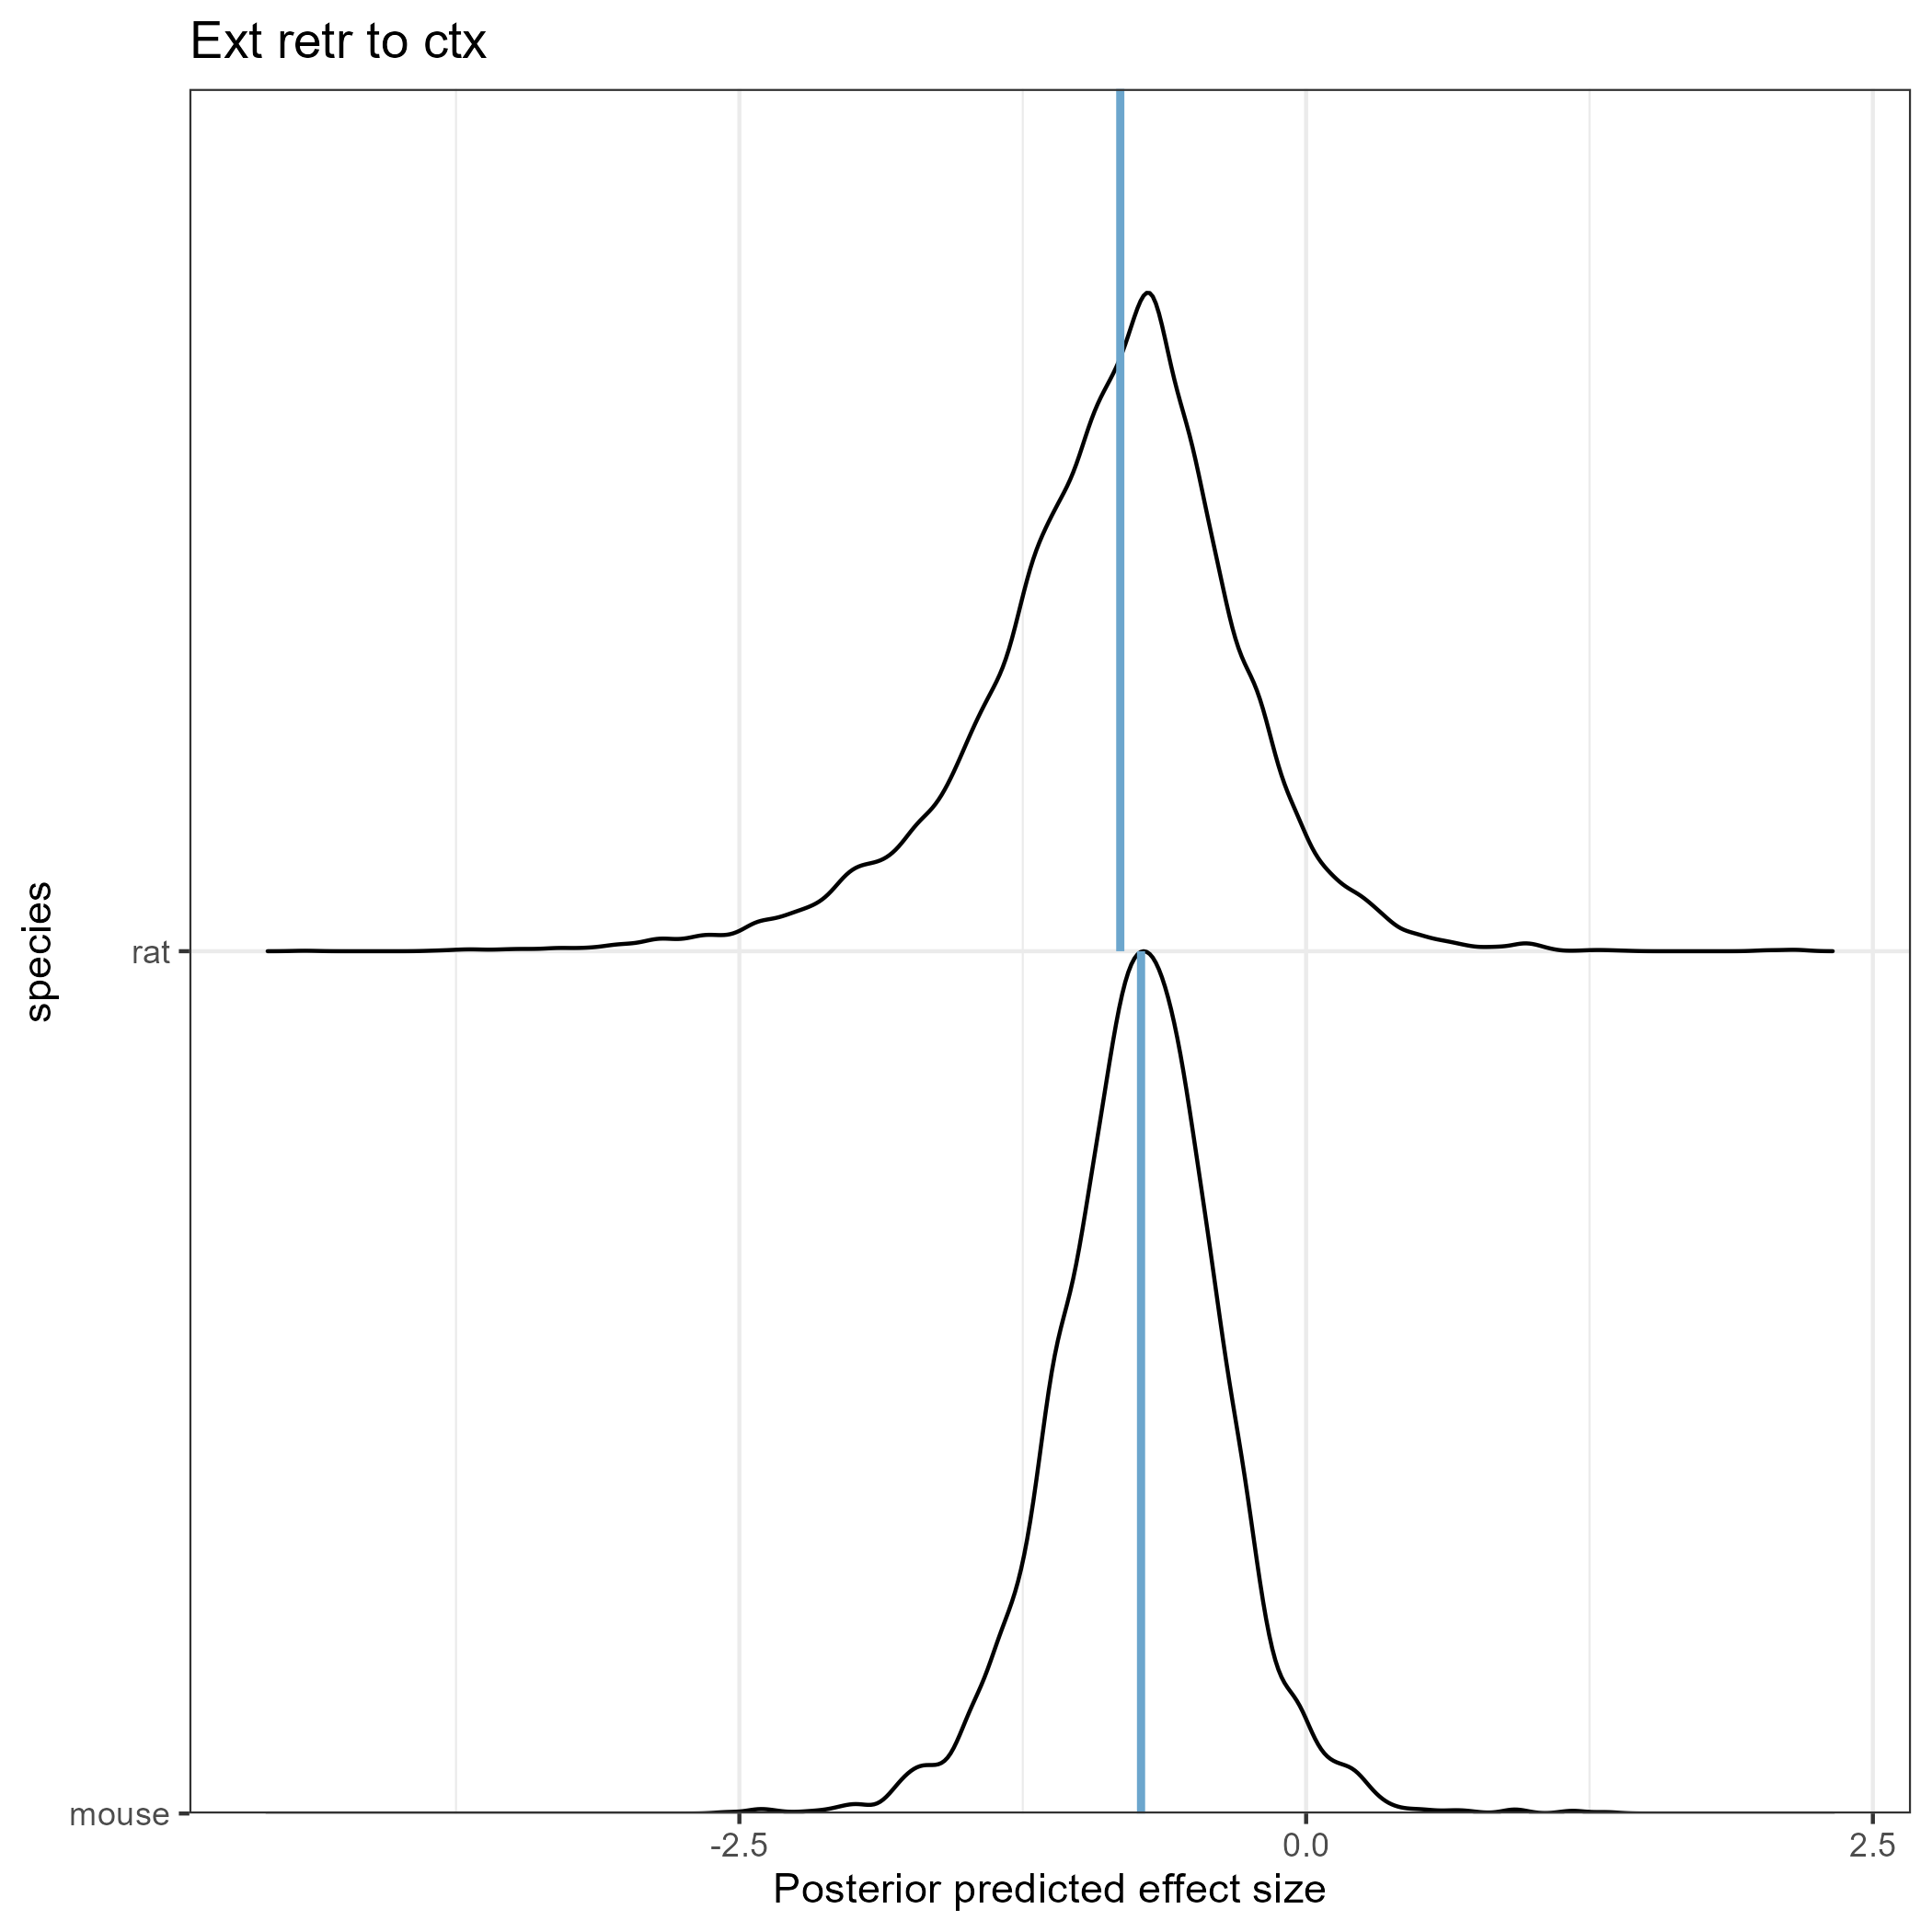 Ext retr to ctx
species
rat
mouse
-2.5 0.0 2.5
Posterior predicted effect size